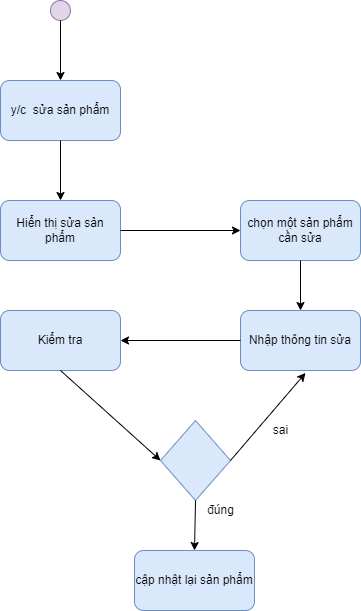 y/c sửa sản phẩm
Hiển thị sửa sản
phẩm
chọn một sản phẩm
cần sửa
Kiểm tra
Nhập thông tin sửa
sai
đúng
cập nhật lại sản phẩm